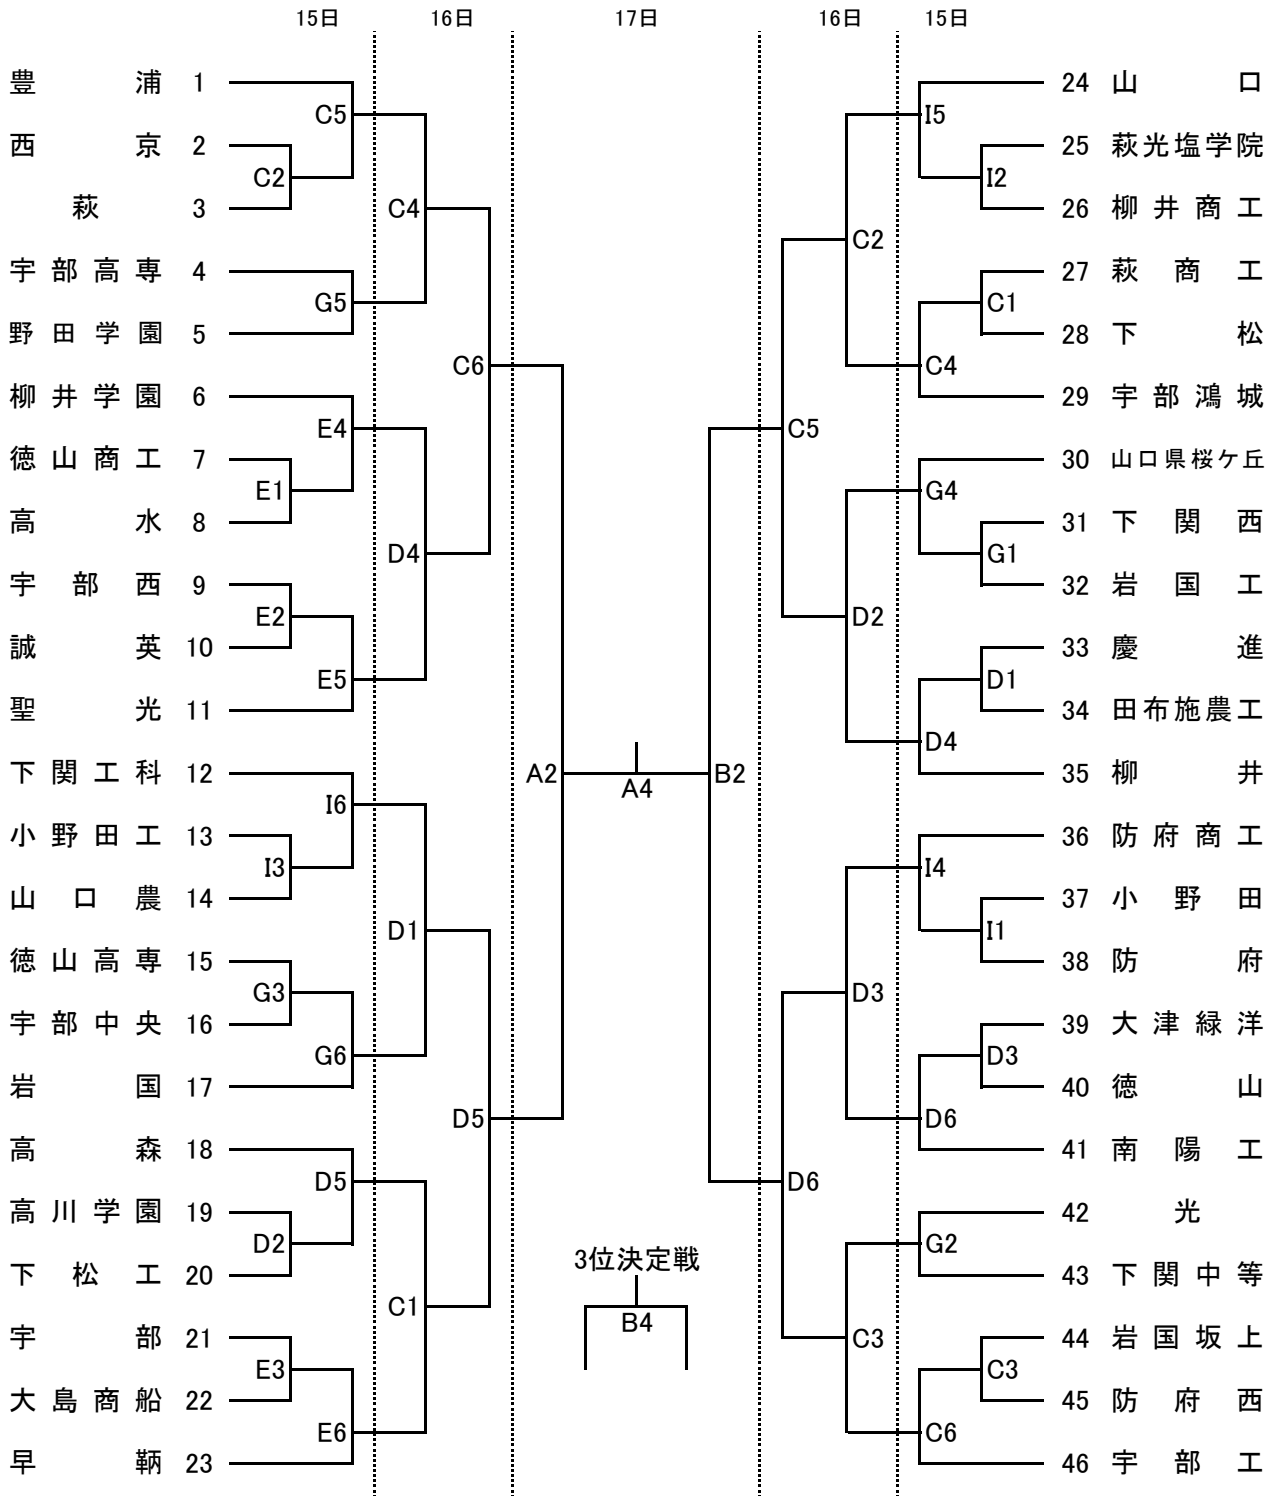 15日 16日 17日 16日 15日
豊浦 1
C5
西京 2
C2
萩 3
C4
宇部高専 4
G5
野田学園 5
C6
柳井学園 6
E4
徳山商工 7
E1
高水 8
D4
宇部西 9
E2
誠英 10
E5
聖光 11
下関工科 12
A2
I6
小野田工 13
I3
山口農 14
D1
徳山高専 15
G3
宇部中央 16
G6
岩国 17
D5
高森 18
D5
高川学園 19
D2
下松工 20
C1
宇部 21
E3
大島商船 22
E6
早鞆 23
A4
3位決定戦
B4
24 山口
I5
25 萩光塩学院
I2
26 柳井商工
C2
27 萩商工
C1
28 下松
C4
29 宇部鴻城
C5
30 山口県桜ケ丘
G4
31 下関西
G1
32 岩国工
D2
33 慶進
D1
34 田布施農工
D4
35 柳井
B2
36 防府商工
I4
37 小野田
I1
38 防府
D3
39 大津緑洋
D3
40 徳山
D6
41 南陽工
D6
42 光
G2
43 下関中等
C3
44 岩国坂上
C3
45 防府西
C6
46 宇部工